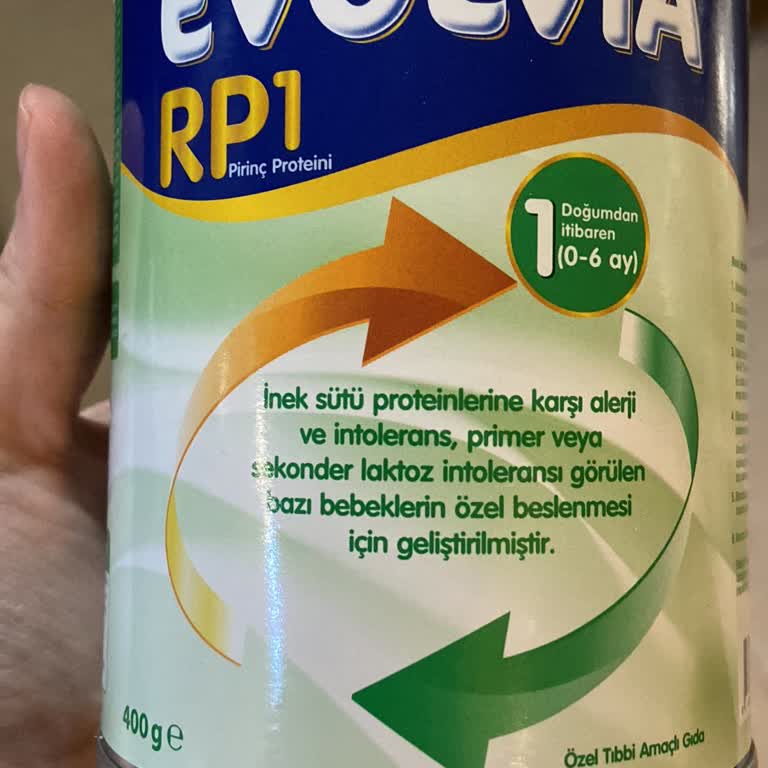 EVOLVIA
RP1
Pirinç Proteini
1
Doğumdan
itibaren
(0-6 ay)
İnek sütü proteinlerine karşı alerji
ve intolerans, primer veya
sekonder laktoz intoleransı görülen
bazı bebeklerin özel beslenmesi
için geliştirilmiştir.
400g℮
Özel Tıbbi Amaçlı Gıda